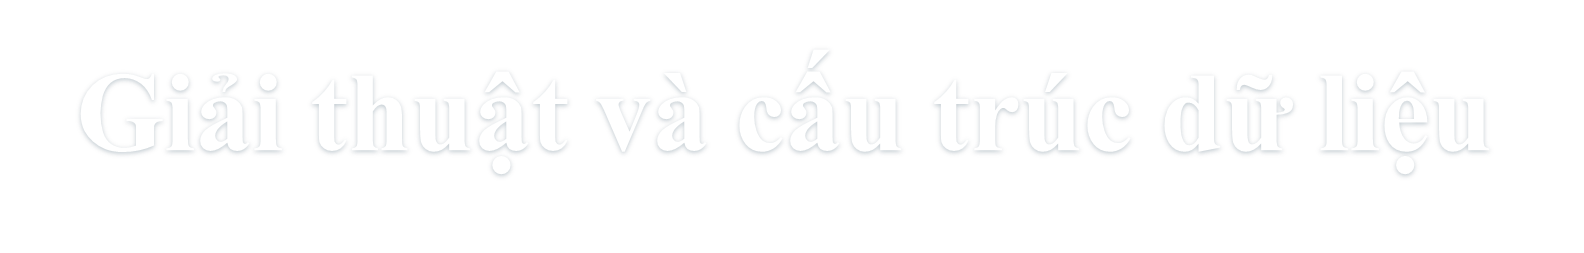 Giải thuật và cấu trúc dữ liệu